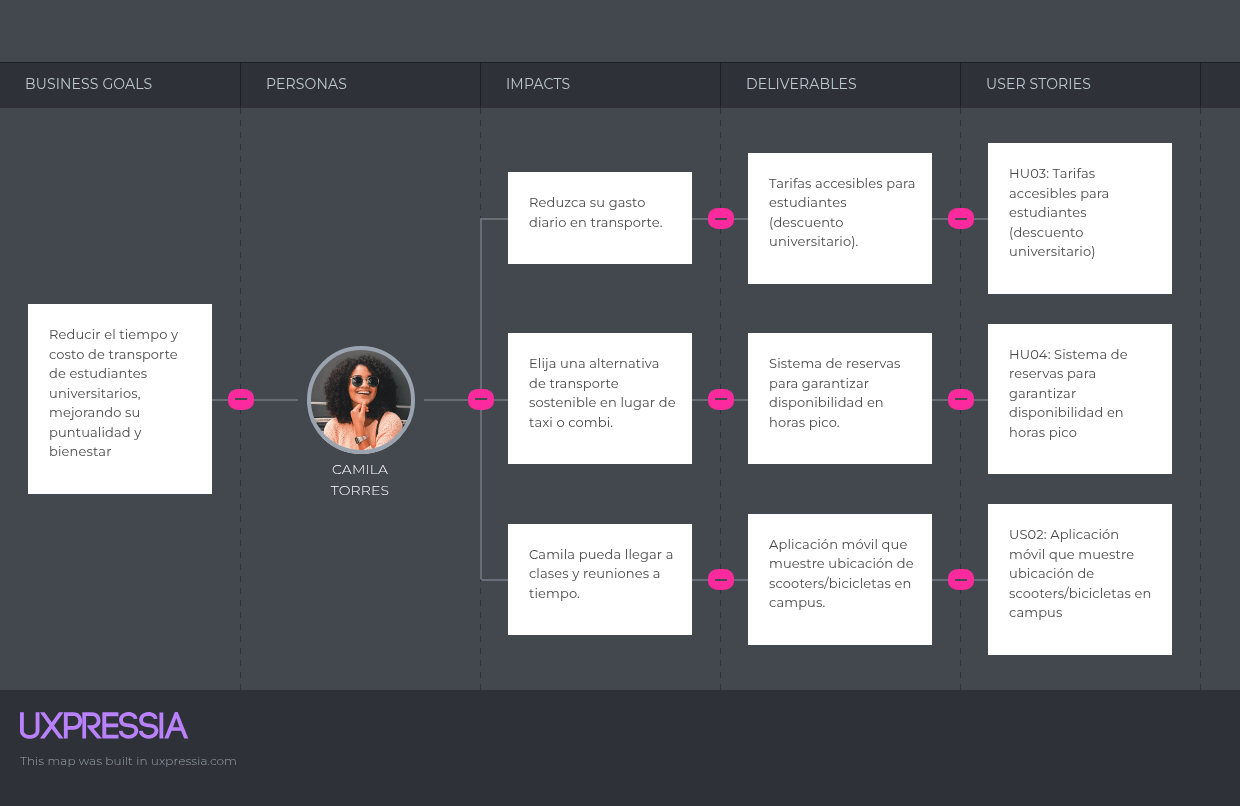 BUSINESS GOALS
PERSONAS
IMPACTS
DELIVERABLES
USER STORIES
Reducir el tiempo y
costo de transporte
de estudiantes
universitarios,
mejorando su
puntualidad y
bienestar
CAMILA
TORRES
Reduzca su gasto
diario en transporte.
Tarifas accesibles para
estudiantes
(descuento
universitario).
HU03: Tarifas
accesibles para
estudiantes
(descuento
universitario)
Elija una alternativa
de transporte
sostenible en lugar de
taxi o combi.
Sistema de reservas
para garantizar
disponibilidad en
horas pico.
HU04: Sistema de
reservas para
garantizar
disponibilidad en
horas pico
Camila pueda llegar a
clases y reuniones a
tiempo.
Aplicación móvil que
muestre ubicación de
scooters/bicicletas en
campus.
US02: Aplicación
móvil que muestre
ubicación de
scooters/bicicletas en
campus
UXPRESSIA
This map was built in uxpressia.com